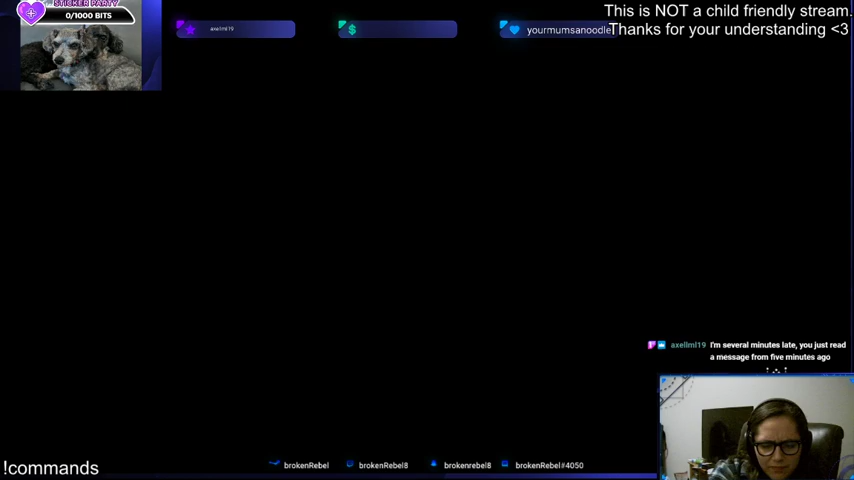 STICKER PARTY
0/1000 BITS
axellml19
$
yourmumsanoodle
This is NOT a child friendly stream.
Thanks for your understanding <3
axellml19 I'm several minutes late, you just read
a message from five minutes ago
!commands
brokenRebel
brokenRebel8
brokenrebel8
brokenRebel#4050